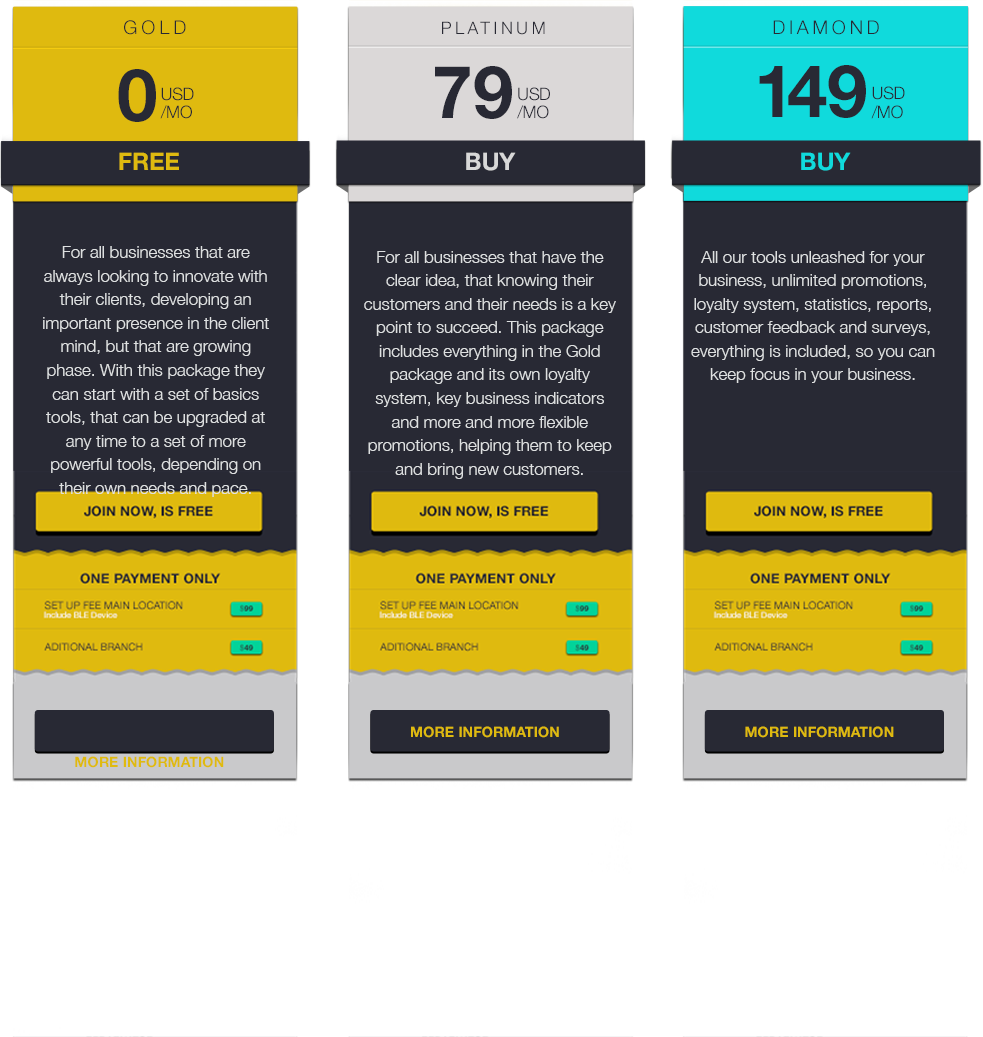 GOLD
0 USD
/MO
FREE
For all businesses that are
always looking to innovate with
their clients, developing an
important presence in the client
mind, but that are growing
phase. With this package they
can start with a set of basics
tools, that can be upgraded at
any time to a set of more
powerful tools, depending on
their own needs and pace.
JOIN NOW, IS FREE
ONE PAYMENT ONLY
SET UP FEE MAIN LOCATION $99
Include BLE Device
ADITIONAL BRANCH $49
MORE INFORMATION
PLATINUM
79 USD
/MO
BUY
For all businesses that have the
clear idea, that knowing their
customers and their needs is a key
point to succeed. This package
includes everything in the Gold
package and its own loyalty
system, key business indicators
and more and more flexible
promotions, helping them to keep
and bring new customers.
JOIN NOW, IS FREE
ONE PAYMENT ONLY
SET UP FEE MAIN LOCATION $99
Include BLE Device
ADITIONAL BRANCH $49
MORE INFORMATION
DIAMOND
149 USD
/MO
BUY
All our tools unleashed for your
business, unlimited promotions,
loyalty system, statistics, reports,
customer feedback and surveys,
everything is included, so you can
keep focus in your business.
JOIN NOW, IS FREE
ONE PAYMENT ONLY
SET UP FEE MAIN LOCATION $99
Include BLE Device
ADITIONAL BRANCH $49
MORE INFORMATION